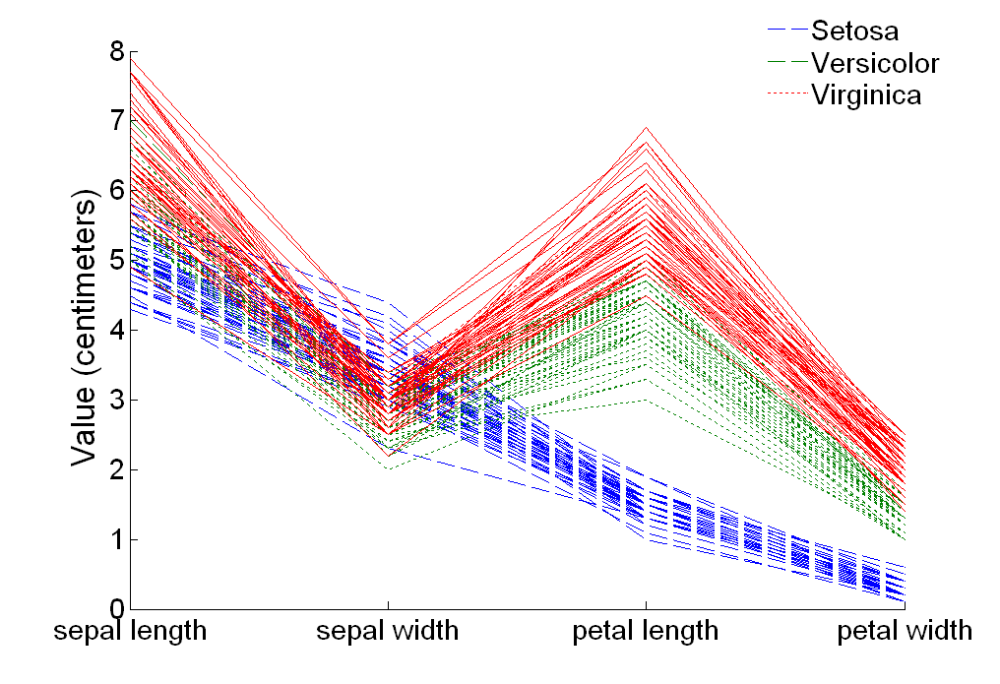 Setosa
Versicolor
Virginica
Value (centimeters)
8
7
6
5
4
3
2
1
0
sepal length
sepal width
petal length
petal width